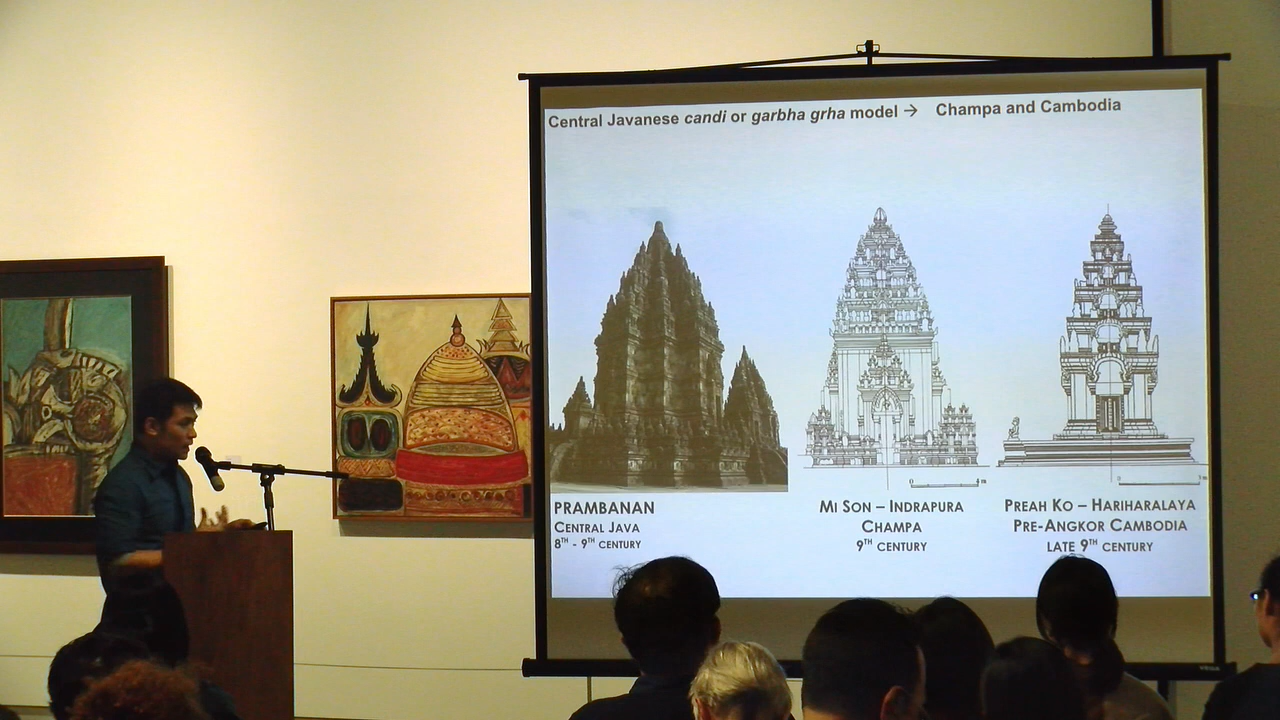 Central Javanese candi or garbha grha model → Champa and Cambodia
PRAMBANAN
CENTRAL JAVA
8TH - 9TH CENTURY
MI SON – INDRAPURA
CHAMPA
9TH CENTURY
PREAH KO – HARIHARALAYA
PRE-ANGKOR CAMBODIA
LATE 9TH CENTURY